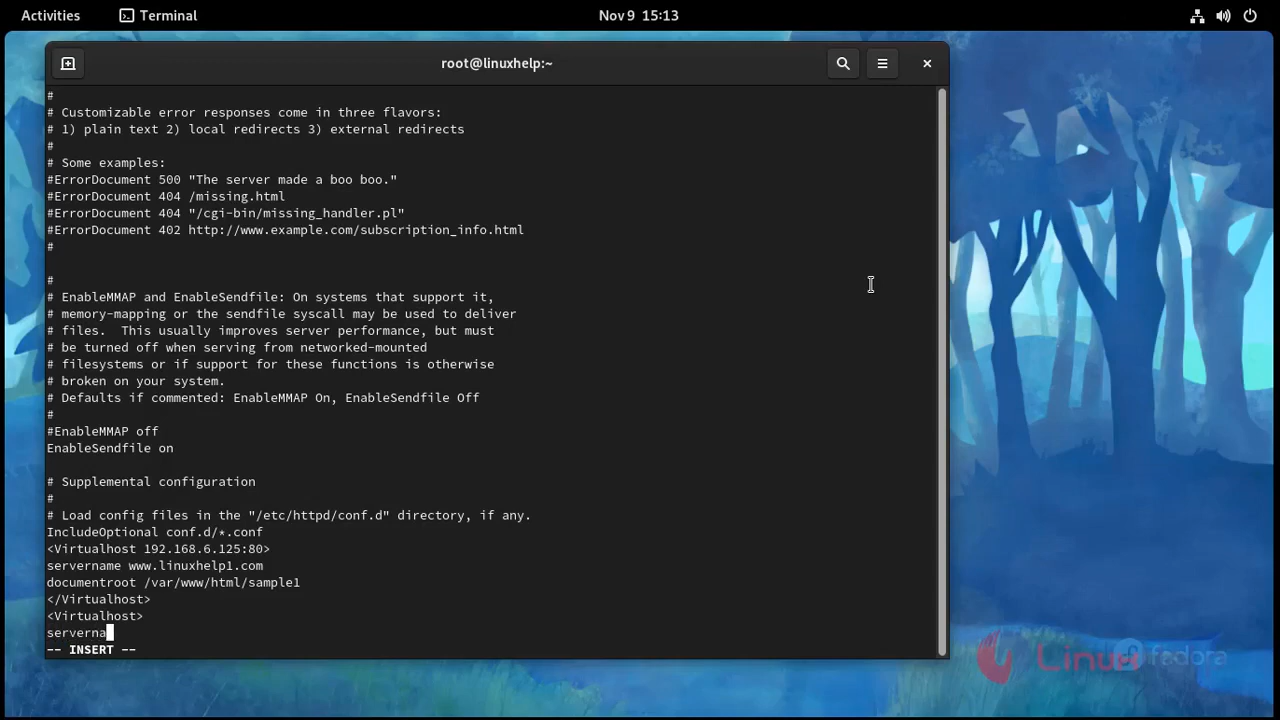 Activities
Terminal
Nov 9 15:13
root@linuxhelp:~
#
# Customizable error responses come in three flavors:
# 1) plain text 2) local redirects 3) external redirects
#
# Some examples:
#ErrorDocument 500 "The server made a boo boo."
#ErrorDocument 404 /missing.html
#ErrorDocument 404 "/cgi-bin/missing_handler.pl"
#ErrorDocument 402 http://www.example.com/subscription_info.html
#
#
# EnableMMAP and EnableSendfile: On systems that support it,
# memory-mapping or the sendfile syscall may be used to deliver
# files.  This usually improves server performance, but must
# be turned off when serving from networked-mounted
# filesystems or if support for these functions is otherwise
# broken on your system.
# Defaults if commented: EnableMMAP On, EnableSendfile Off
#
#EnableMMAP off
EnableSendfile on
# Supplemental configuration
#
# Load config files in the "/etc/httpd/conf.d" directory, if any.
IncludeOptional conf.d/*.conf
<Virtualhost 192.168.6.125:80>
servername www.linuxhelp1.com
documentroot /var/www/html/sample1
</Virtualhost>
<Virtualhost>
serverna
-- INSERT --
Linux
fedora